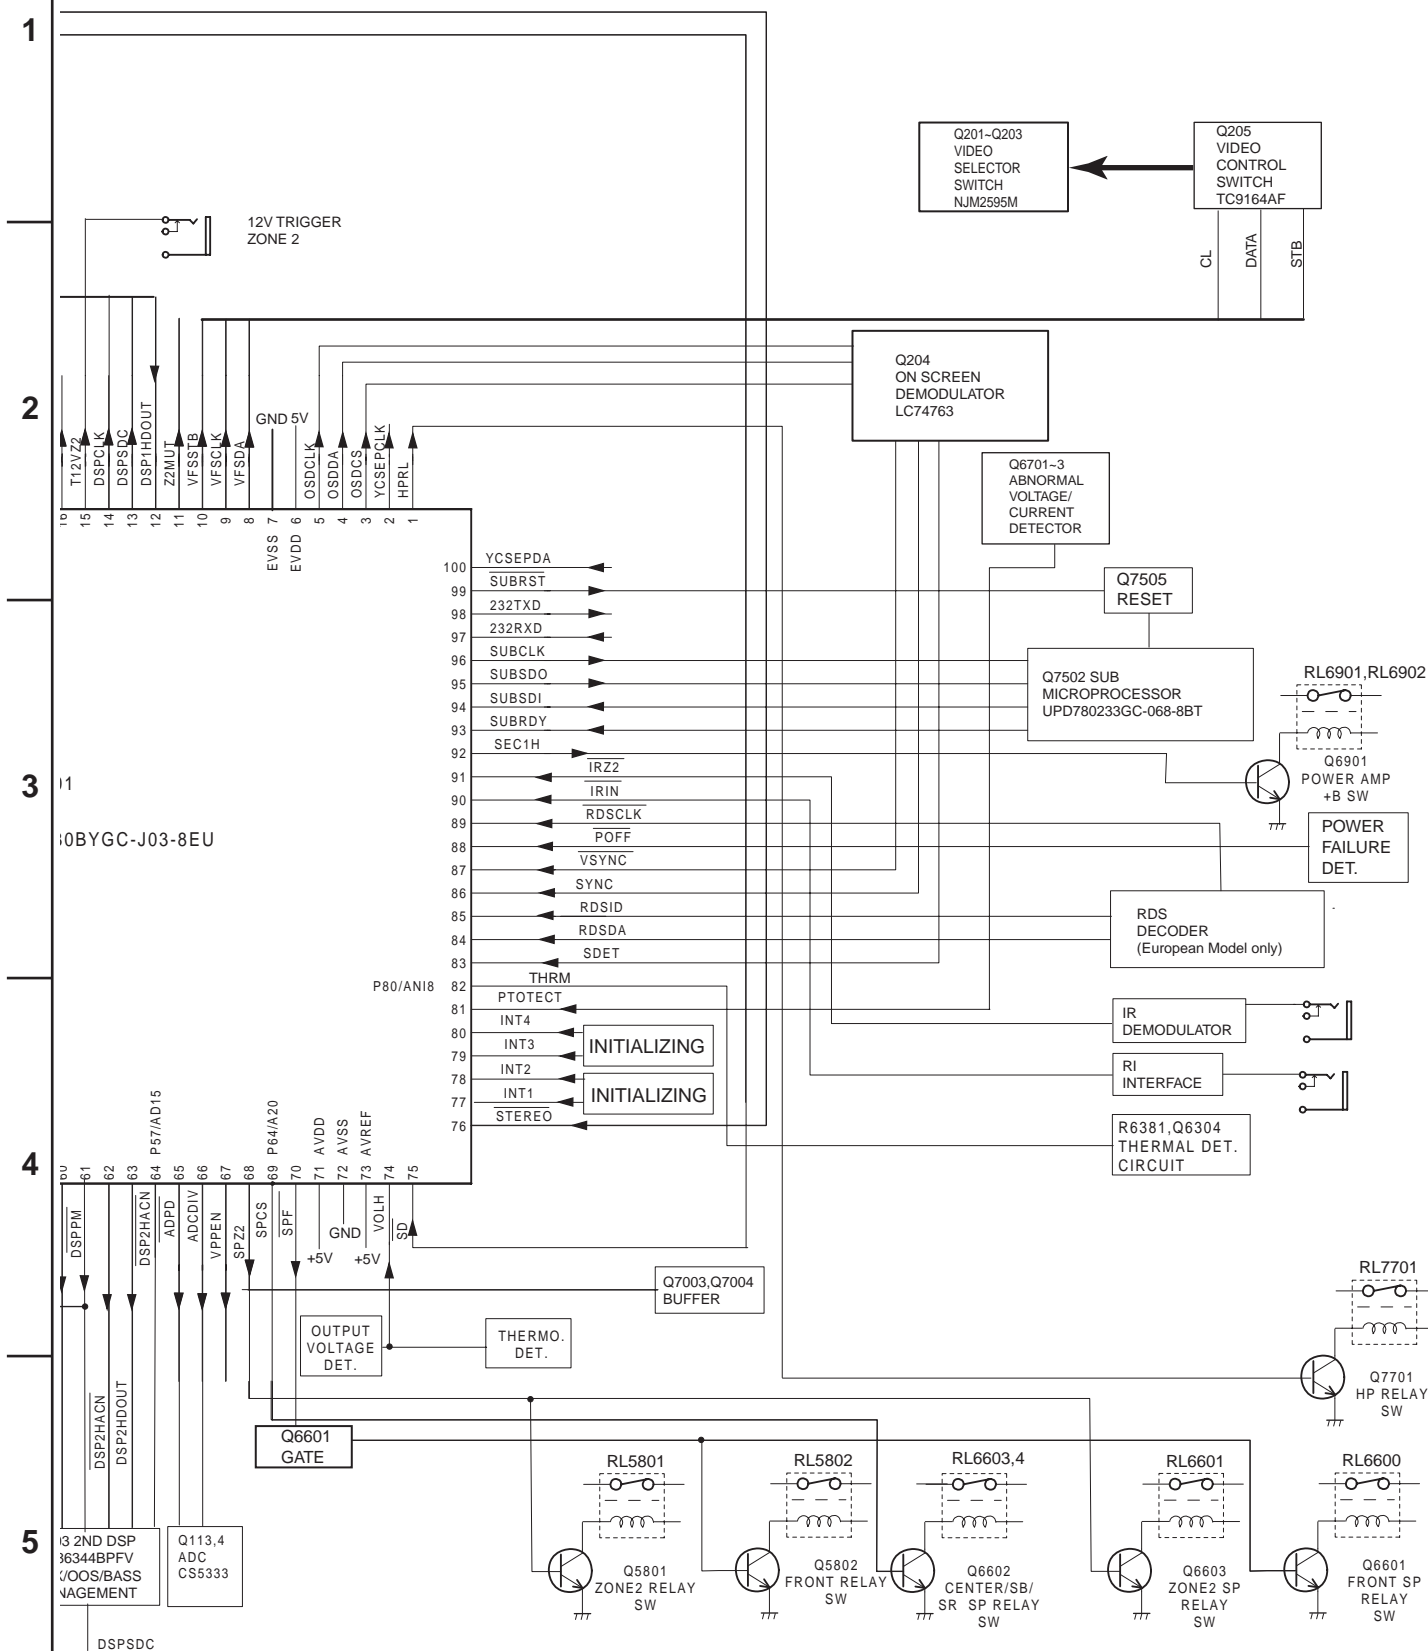 1
Q201~Q203
VIDEO
SELECTOR
SWITCH
NJM2595M
Q205
VIDEO
CONTROL
SWITCH
TC9164AF
12V TRIGGER
ZONE 2
CL
DATA
STB
2
Q204
ON SCREEN
DEMODULATOR
LC74763
GND 5V
T12VZ2
DSPCLK
DSPSDC
DSP1HDOUT
Z2MUT
VFSSTB
VFSCLK
VFSDA
OSDCLK
OSDDA
OSDCS
YCSEPCLK
HPRL
16
15
14
13
12
11
10
9
8
EVSS 7
EVDD 6
5
4
3
2
1
Q6701~3
ABNORMAL
VOLTAGE/
CURRENT
DETECTOR
100 YCSEPDA
99 SUBRST
98 232TXD
97 232RXD
96 SUBCLK
95 SUBSDO
94 SUBSDI
93 SUBRDY
92 SEC1H
91 IRZ2
90 IRIN
89 RDSCLK
88 POFF
87 VSYNC
86 SYNC
85 RDSID
84 RDSDA
83 SDET
P80/ANI8 82 THRM
81 PTOTECT
80 INT4
79 INT3
78 INT2
77 INT1
76 STEREO
INITIALIZING
INITIALIZING
Q7505
RESET
Q7502 SUB
MICROPROCESSOR
UPD780233GC-068-8BT
RL6901,RL6902
Q6901
POWER AMP
+B SW
3
01
30BYGC-J03-8EU
POWER
FAILURE
DET.
RDS
DECODER
(European Model only)
IR
DEMODULATOR
RI
INTERFACE
R6381,Q6304
THERMAL DET.
CIRCUIT
4
60
61
62
63
64 P57/AD15
65
66
67
68
69 P64/A20
70
71 AVDD
72 AVSS
73 AVREF
74
75
DSPPM
DSP2HACN
ADPD
ADCDIV
VPPEN
SPZ2
SPCS
SPF
+5V
GND
+5V
VOLH
SD
Q7003,Q7004
BUFFER
OUTPUT
VOLTAGE
DET.
THERMO.
DET.
RL7701
Q7701
HP RELAY
SW
DSP2HACN
DSP2HDOUT
Q6601
GATE
5
03 2ND DSP
36344BPFV
K/OOS/BASS
NAGEMENT
Q113,4
ADC
CS5333
DSPSDC
RL5801
Q5801
ZONE2 RELAY
SW
RL5802
Q5802
FRONT RELAY
SW
RL6603,4
Q6602
CENTER/SB/
SR SP RELAY
SW
RL6601
Q6603
ZONE2 SP
RELAY
SW
RL6600
Q6601
FRONT SP
RELAY
SW